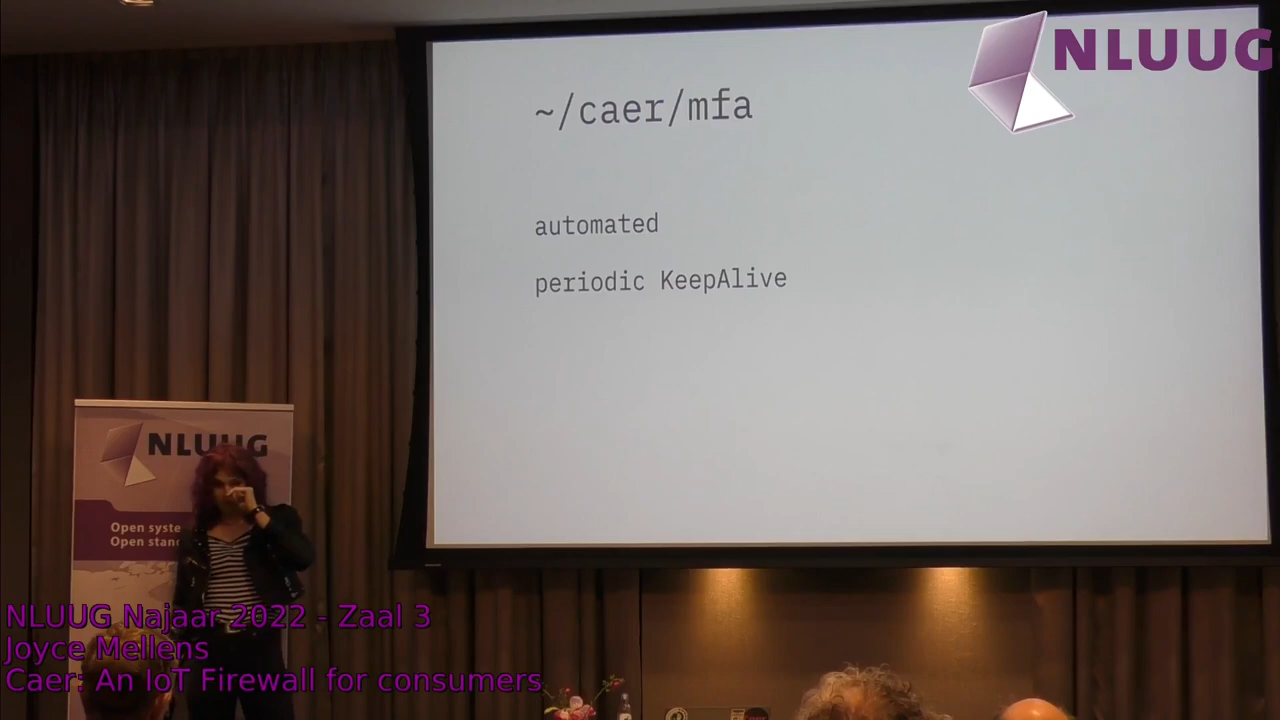 NLUUG
~/caer/mfa
automated
periodic KeepAlive
NLUUG
Open syste
Open stand
NLUUG Najaar 2022 - Zaal 3
Joyce Mellens
Caer: An IoT Firewall for consumers